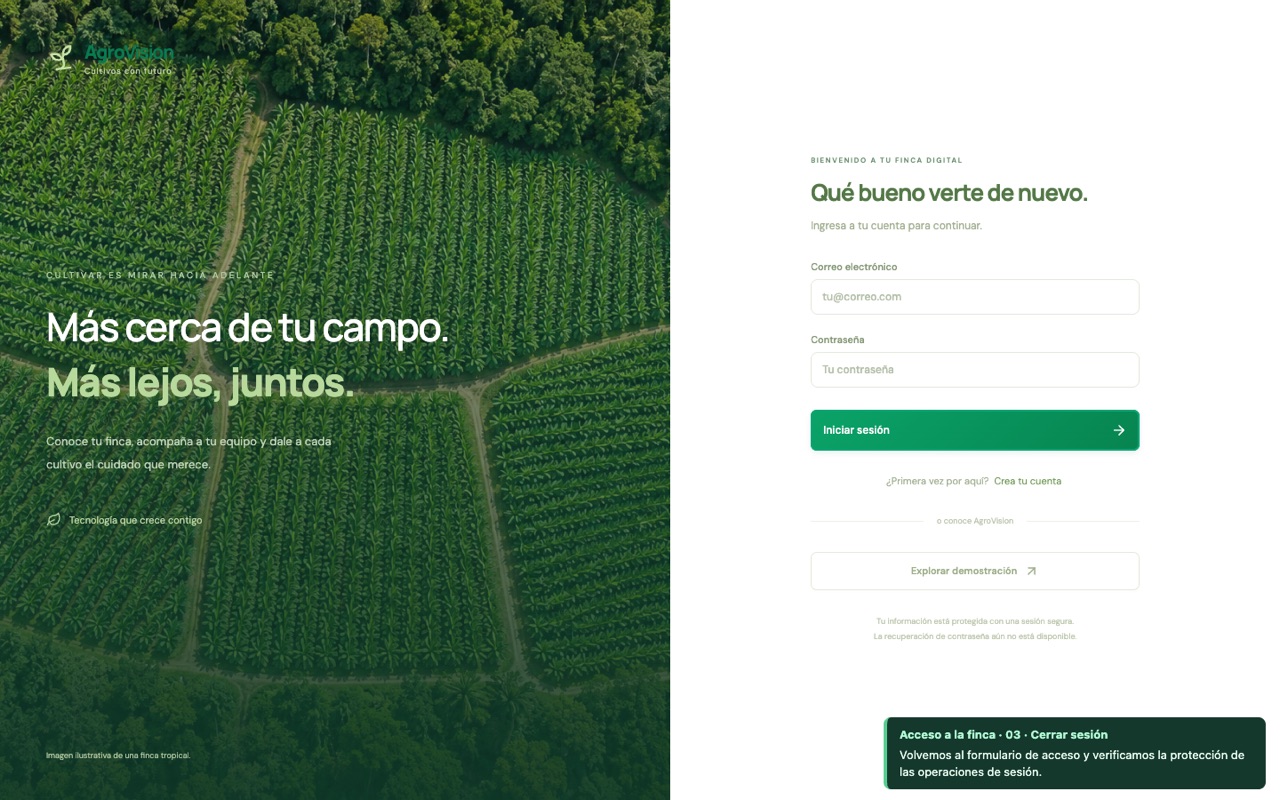 AgroVision
Cultivos con futuro
CULTIVAR ES MIRAR HACIA ADELANTE
Más cerca de tu campo.
Más lejos, juntos.
Conoce tu finca, acompaña a tu equipo y dale a cada
cultivo el cuidado que merece.
Tecnología que crece contigo
Imagen ilustrativa de una finca tropical.
BIENVENIDO A TU FINCA DIGITAL
Qué bueno verte de nuevo.
Ingresa a tu cuenta para continuar.
Correo electrónico
tu@correo.com
Contraseña
Tu contraseña
Iniciar sesión
¿Primera vez por aquí? Crea tu cuenta
o conoce AgroVision
Explorar demostración
Tu información está protegida con una sesión segura.
La recuperación de contraseña aún no está disponible.
Acceso a la finca · 03 · Cerrar sesión
Volvemos al formulario de acceso y verificamos la protección de
las operaciones de sesión.